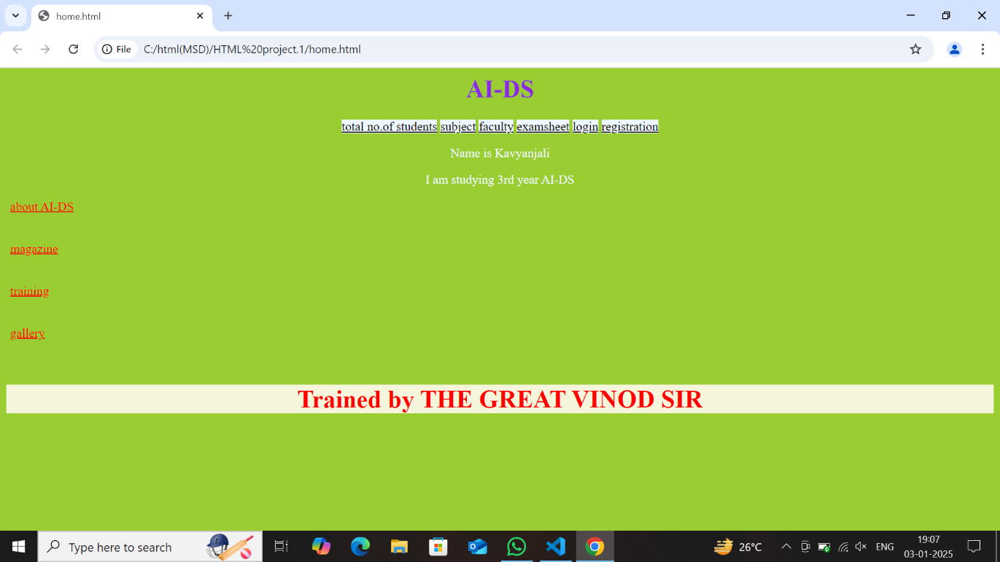 home.html
File C:/html(MSD)/HTML%20project.1/home.html
AI-DS
total no.of students subject faculty examsheet login registration
Name is Kavyanjali
I am studying 3rd year AI-DS
about AI-DS
magazine
training
gallery
Trained by THE GREAT VINOD SIR
Type here to search
26°C
ENG
19:07
03-01-2025